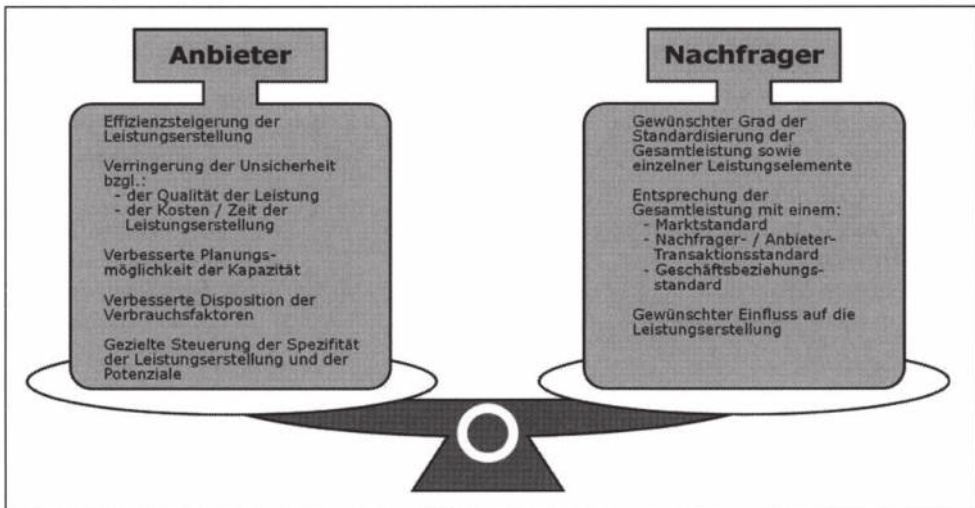 Anbieter
Effizienzsteigerung der
Leistungserstellung
Verringerung der Unsicherheit
bzgl.:
- der Qualität der Leistung
- der Kosten / Zeit der
Leistungserstellung
Verbesserte Planungs-
möglichkeit der Kapazität
Verbesserte Disposition der
Verbrauchsfaktoren
Gezielte Steuerung der Spezifität
der Leistungserstellung und der
Potenziale
Nachfrager
Gewünschter Grad der
Standardisierung der
Gesamtleistung sowie
einzelner Leistungselemente
Entsprechung der
Gesamtleistung mit einem:
- Marktstandard
- Nachfrager- / Anbieter-
Transaktionsstandard
- Geschäftsbeziehungs-
standard
Gewünschter Einfluss auf die
Leistungserstellung